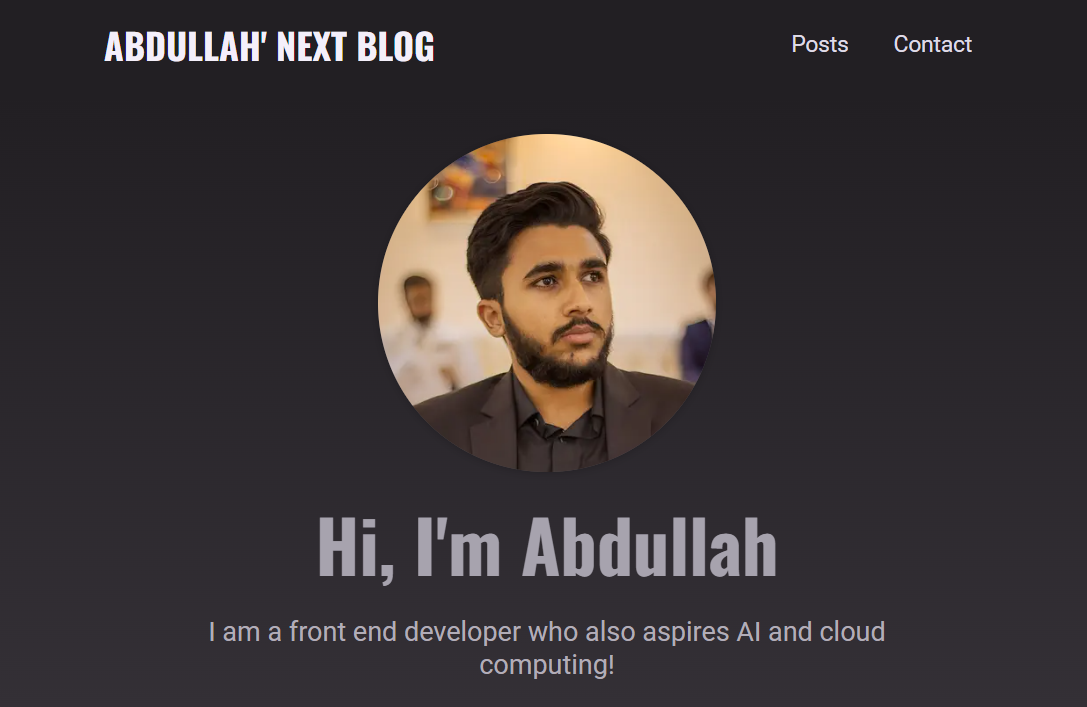 ABDULLAH' NEXT BLOG
Posts
Contact
Hi, I'm Abdullah
I am a front end developer who also aspires AI and cloud
computing!